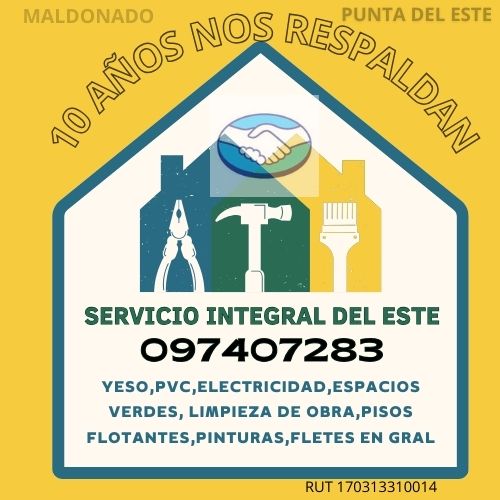 MALDONADO
PUNTA DEL ESTE
10 AÑOS NOS RESPALDAN
SERVICIO INTEGRAL DEL ESTE
097407283
YESO,PVC,ELECTRICIDAD,ESPACIOS
VERDES, LIMPIEZA DE OBRA,PISOS
FLOTANTES,PINTURAS,FLETES EN GRAL
RUT 170313310014